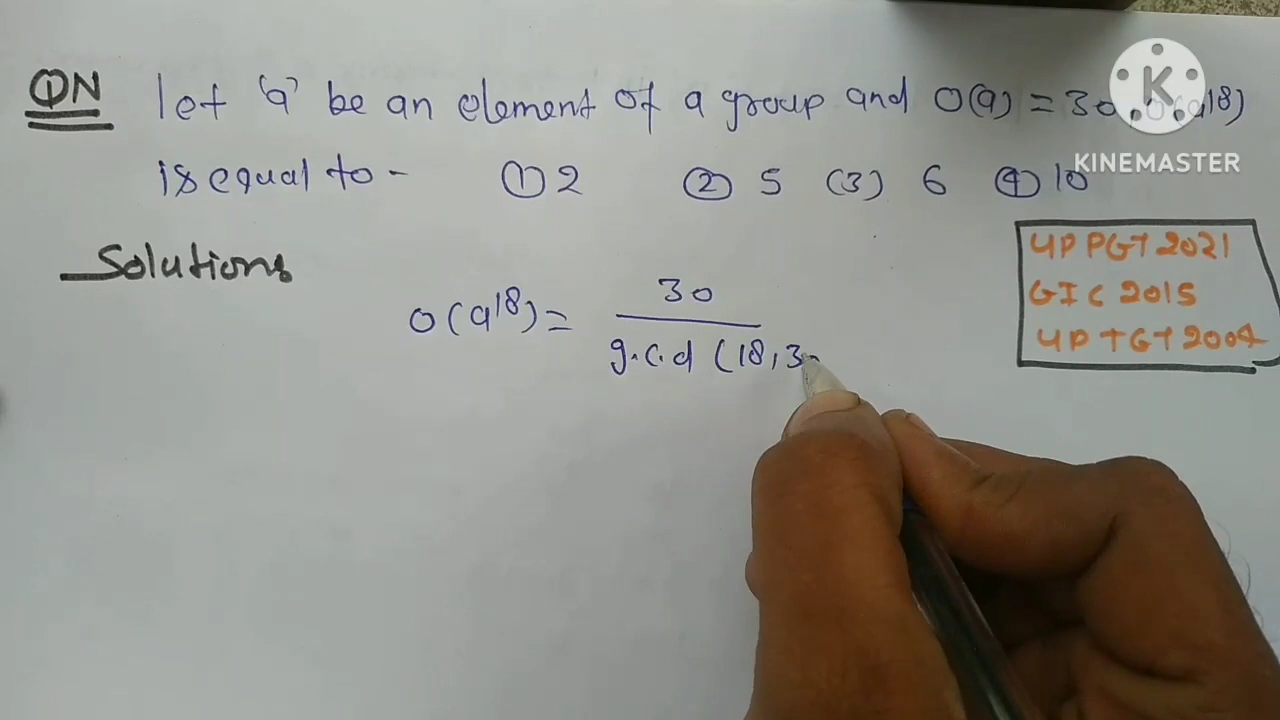 QN let 'a' be an element of a group and O(a) = 30,
K
KINEMASTER
is equal to - ① 2 ② 5 (3) 6 ④ 10
Solutions
UP PGT 2021
GIC 2015
UP TGT 2004
O(a¹⁸) = 30
g.c.d (18, 3